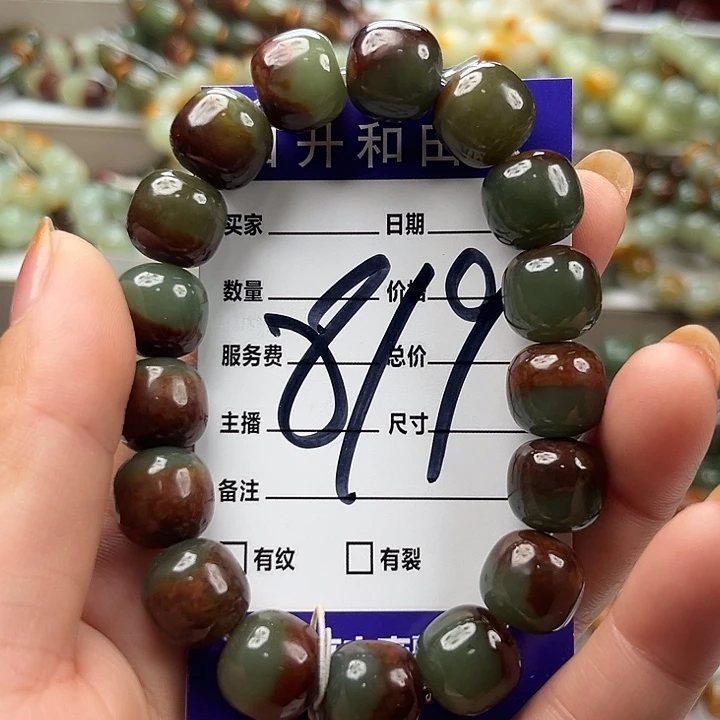 升和田
买家 日期
数量 价格
服务费 总价
主播 尺寸
备注
819
有纹 有裂